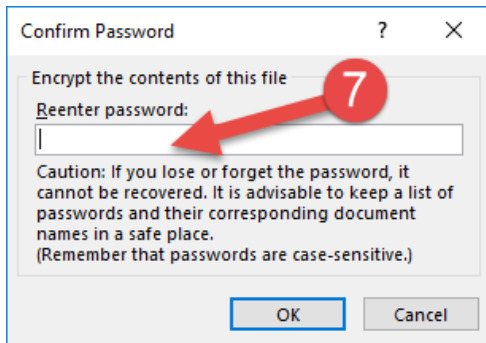 Confirm Password ? X
Encrypt the contents of this file
7
Reenter password:
Caution: If you lose or forget the password, it
cannot be recovered. It is advisable to keep a list of
passwords and their corresponding document
names in a safe place.
(Remember that passwords are case-sensitive.)
OK Cancel